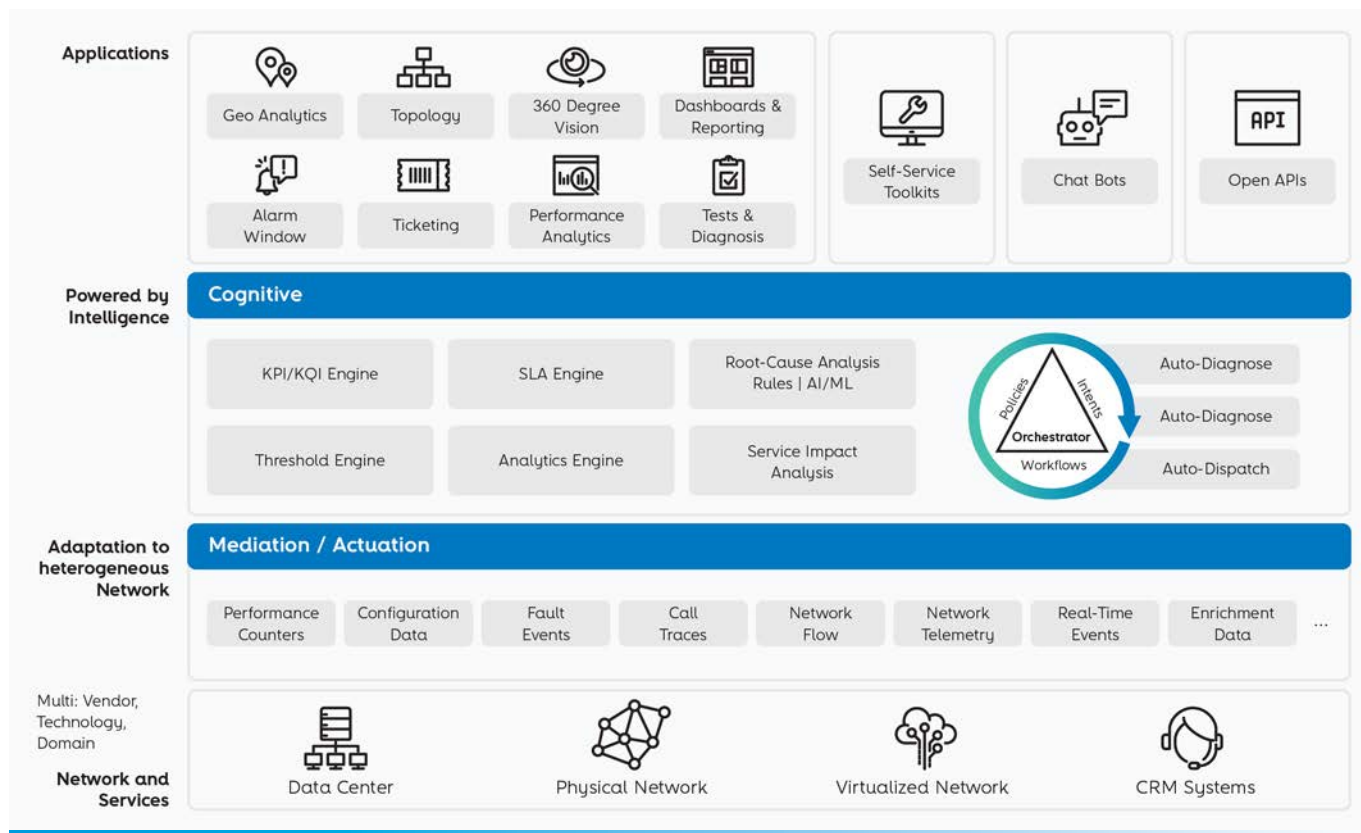 Applications
Geo Analytics
Topology
360 Degree
Vision
Dashboards &
Reporting
Alarm
Window
Ticketing
Performance
Analytics
Tests &
Diagnosis
Self-Service
Toolkits
Chat Bots
API
Open APIs
Powered by
Intelligence
Cognitive
KPI/KQI Engine
SLA Engine
Root-Cause Analysis
Rules | AI/ML
Threshold Engine
Analytics Engine
Service Impact
Analysis
Policies
Intents
Orchestrator
Workflows
Auto-Diagnose
Auto-Diagnose
Auto-Dispatch
Adaptation to
heterogeneous
Network
Mediation / Actuation
Performance
Counters
Configuration
Data
Fault
Events
Call
Traces
Network
Flow
Network
Telemetry
Real-Time
Events
Enrichment
Data
...
Multi: Vendor,
Technology,
Domain
Network and
Services
Data Center
Physical Network
Virtualized Network
CRM Systems